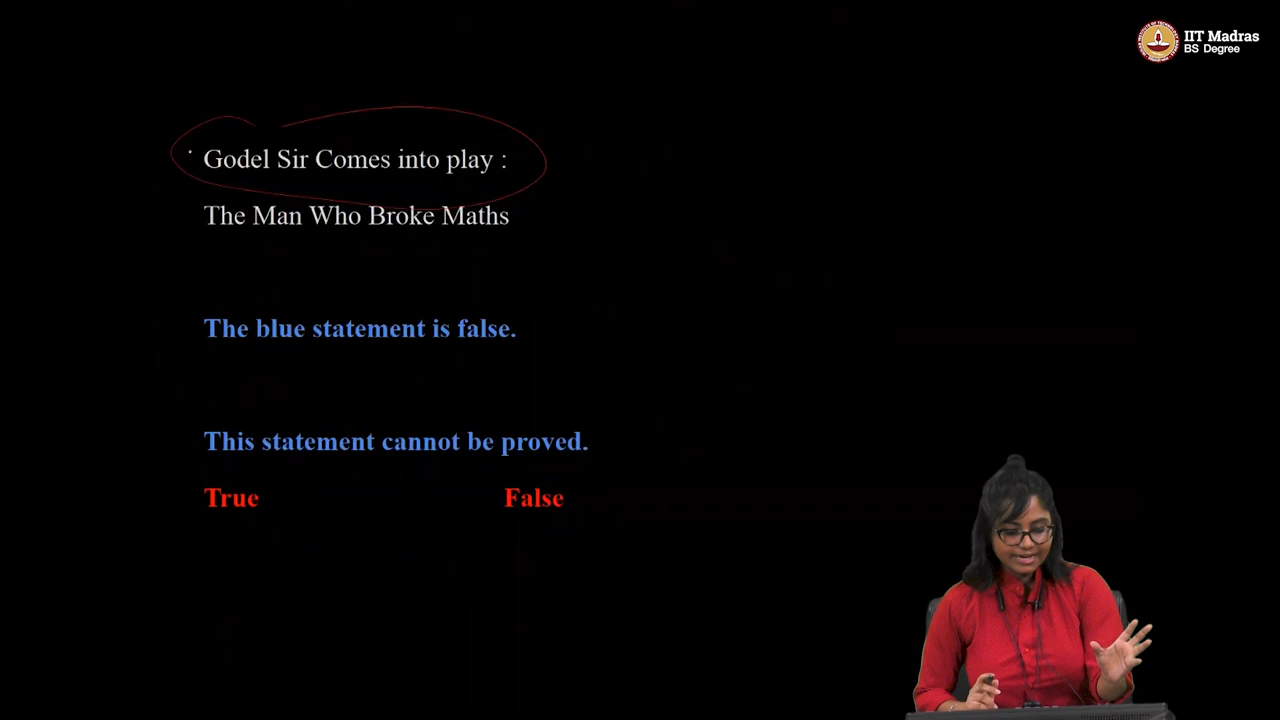 IIT Madras
BS Degree
Godel Sir Comes into play :
The Man Who Broke Maths
The blue statement is false.
This statement cannot be proved.
True False